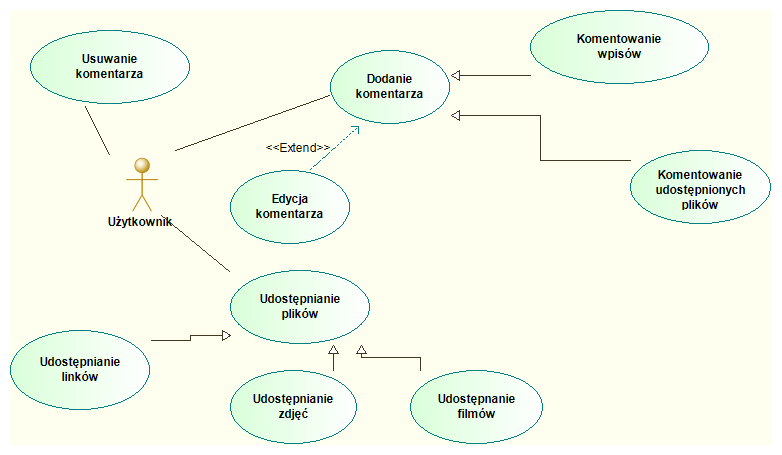 Komentowanie
wpisów
Usuwanie
komentarza
Dodanie
komentarza
<<Extend>>
Komentowanie
udostępnionych
plików
Edycja
komentarza
Użytkownik
Udostępnianie
plików
Udostępnianie
linków
Udostępnianie
zdjęć
Udostępnanie
filmów